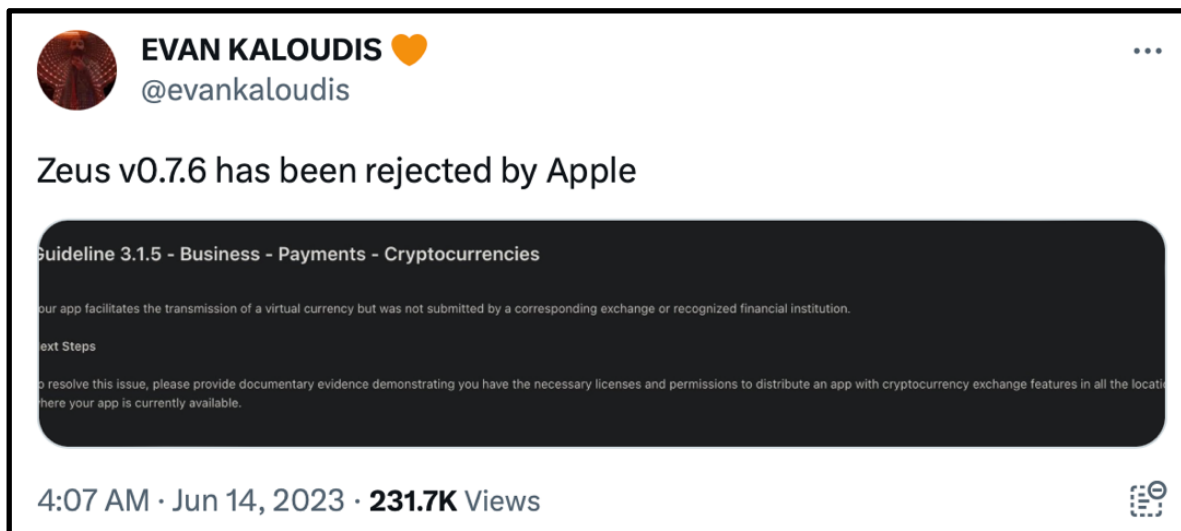 EVAN KALOUDIS 🧡
@evankaloudis
Zeus v0.7.6 has been rejected by Apple
Guideline 3.1.5 - Business - Payments - Cryptocurrencies
our app facilitates the transmission of a virtual currency but was not submitted by a corresponding exchange or recognized financial institution.
ext Steps
o resolve this issue, please provide documentary evidence demonstrating you have the necessary licenses and permissions to distribute an app with cryptocurrency exchange features in all the locatio
here your app is currently available.
4:07 AM · Jun 14, 2023 · 231.7K Views